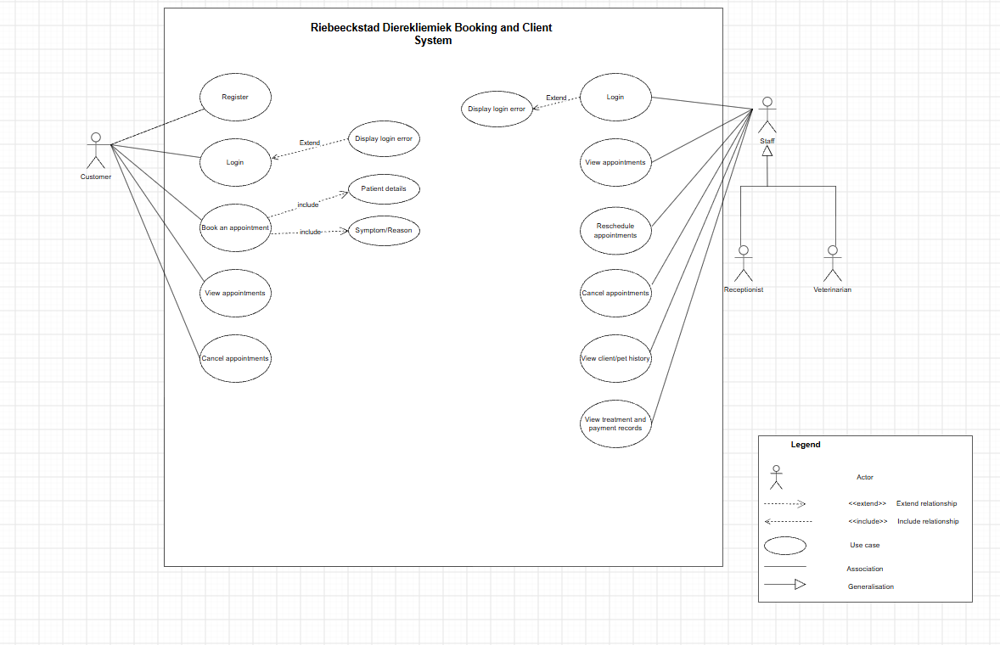 Riebeeckstad Dierekliemiek Booking and Client
System
Register
Login
Extend
Display login error
Customer
Book an appointment
include
Patient details
include
Symptom/Reason
View appointments
Cancel appointments
Display login error
Extend
Login
Staff
View appointments
Reschedule
appointments
Cancel appointments
View client/pet history
View treatment and
payment records
Receptionist
Veterinarian
Legend
Actor
<<extend>> Extend relationship
<<include>> Include relationship
Use case
Association
Generalisation